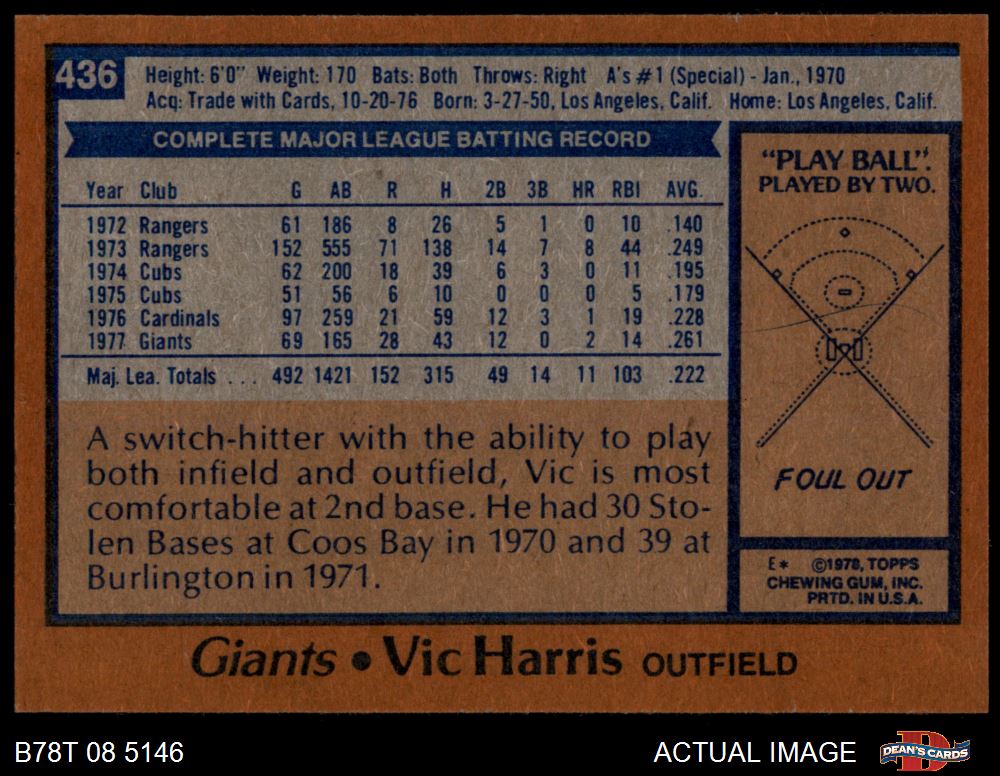 436
Height: 6'0" Weight: 170 Bats: Both Throws: Right A's #1 (Special) - Jan., 1970
Acq: Trade with Cards, 10-20-76 Born: 3-27-50, Los Angeles, Calif. Home: Los Angeles, Calif.
COMPLETE MAJOR LEAGUE BATTING RECORD
Year Club G AB R H 2B 3B HR RBI AVG.
1972 Rangers 61 186 8 26 5 1 0 10 .140
1973 Rangers 152 555 71 138 14 7 8 44 .249
1974 Cubs 62 200 18 39 6 3 0 11 .195
1975 Cubs 51 56 6 10 0 0 0 5 .179
1976 Cardinals 97 259 21 59 12 3 1 19 .228
1977 Giants 69 165 28 43 12 0 2 14 .261
Maj. Lea. Totals . . . 492 1421 152 315 49 14 11 103 .222
A switch-hitter with the ability to play
both infield and outfield, Vic is most
comfortable at 2nd base. He had 30 Sto-
len Bases at Coos Bay in 1970 and 39 at
Burlington in 1971.
"PLAY BALL".
PLAYED BY TWO.
FOUL OUT
E* ©1978, TOPPS
CHEWING GUM, INC.
PRTD. IN U.S.A.
Giants • Vic Harris OUTFIELD
B78T 08 5146
ACTUAL IMAGE
DEAN'S CARDS